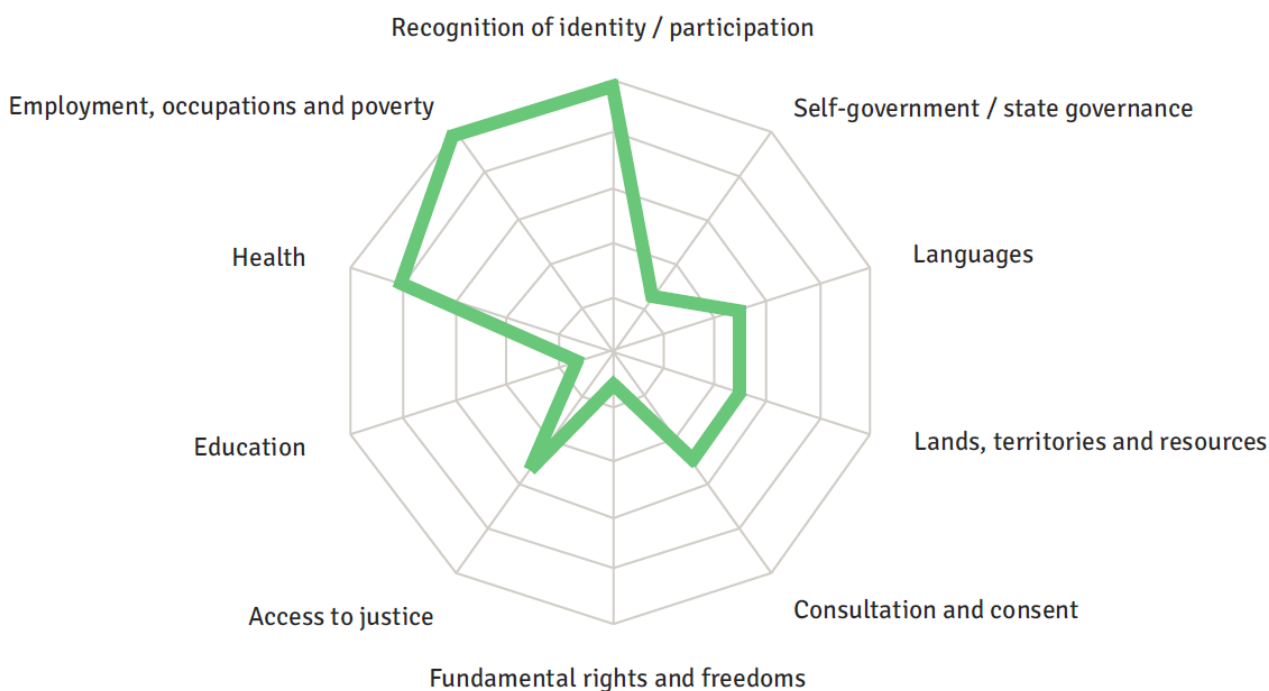 Recognition of identity / participation
Employment, occupations and poverty
Self-government / state governance
Health
Languages
Education
Lands, territories and resources
Access to justice
Consultation and consent
Fundamental rights and freedoms